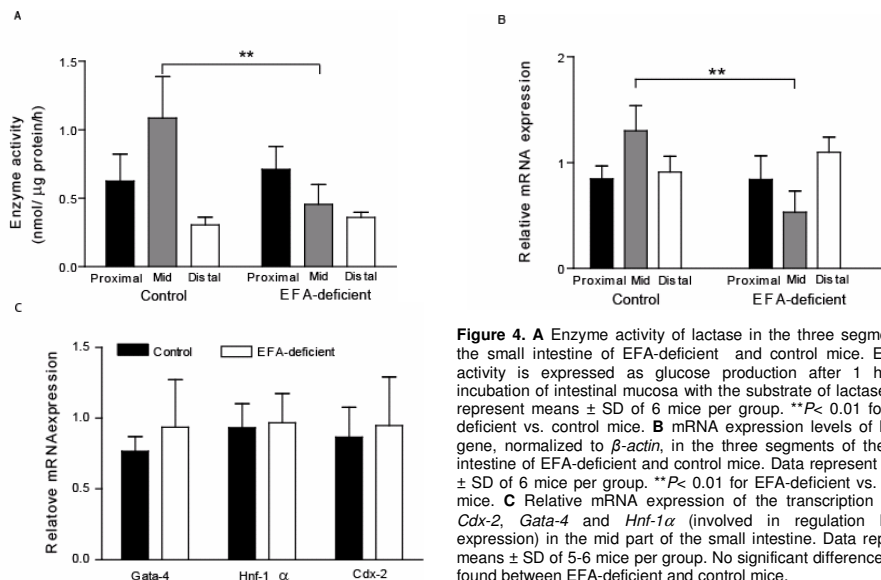 A
**
Enzyme activity
(nmol/ μg protein/h)
1.5
1.0
0.5
0.0
Proximal Mid Distal Proximal Mid Distal
Control EFA-deficient
B
**
Relative mRNA expression
2
1
0
Proximal Mid Distal Proximal Mid Distal
Control EFA-deficient
C
Control EFA-deficient
Relatove mRNAexpression
1.5
1.0
0.5
0.0
Gata-4 Hnf-1 α Cdx-2
Figure 4. A Enzyme activity of lactase in the three segme
the small intestine of EFA-deficient and control mice. E
activity is expressed as glucose production after 1 h
incubation of intestinal mucosa with the substrate of lactase
represent means ± SD of 6 mice per group. **P< 0.01 for
deficient vs. control mice. B mRNA expression levels of
gene, normalized to β-actin, in the three segments of the
intestine of EFA-deficient and control mice. Data represent
± SD of 6 mice per group. **P< 0.01 for EFA-deficient vs.
mice. C Relative mRNA expression of the transcription
Cdx-2, Gata-4 and Hnf-1α (involved in regulation
expression) in the mid part of the small intestine. Data rep
means ± SD of 5-6 mice per group. No significant difference
found between EFA-deficient and control mice.